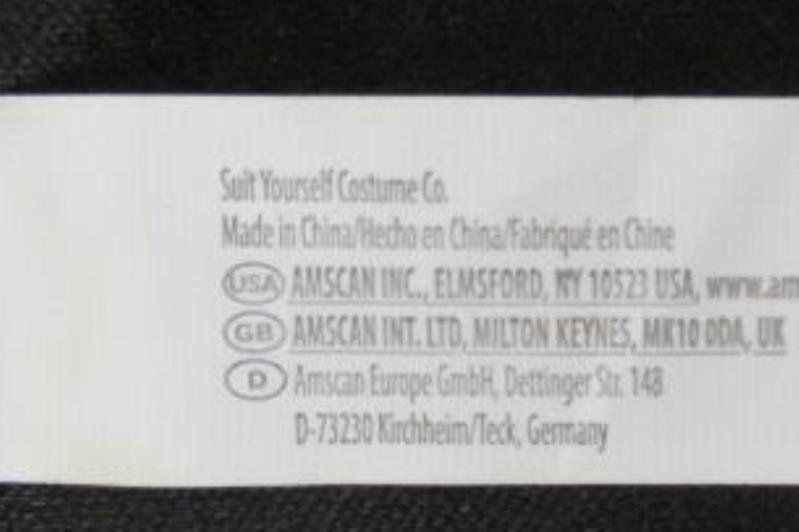 Suit Yourself Costume Co.
Made in China/Hecho en China/Fabriqué en Chine
USA AMSCAN INC., ELMSFORD, NY 10523 USA, www.am
GB AMSCAN INT. LTD, MILTON KEYNES, MK10 0DA, UK
D Amscan Europe GmbH, Dettinger Str. 148
D-73230 Kirchheim/Teck, Germany